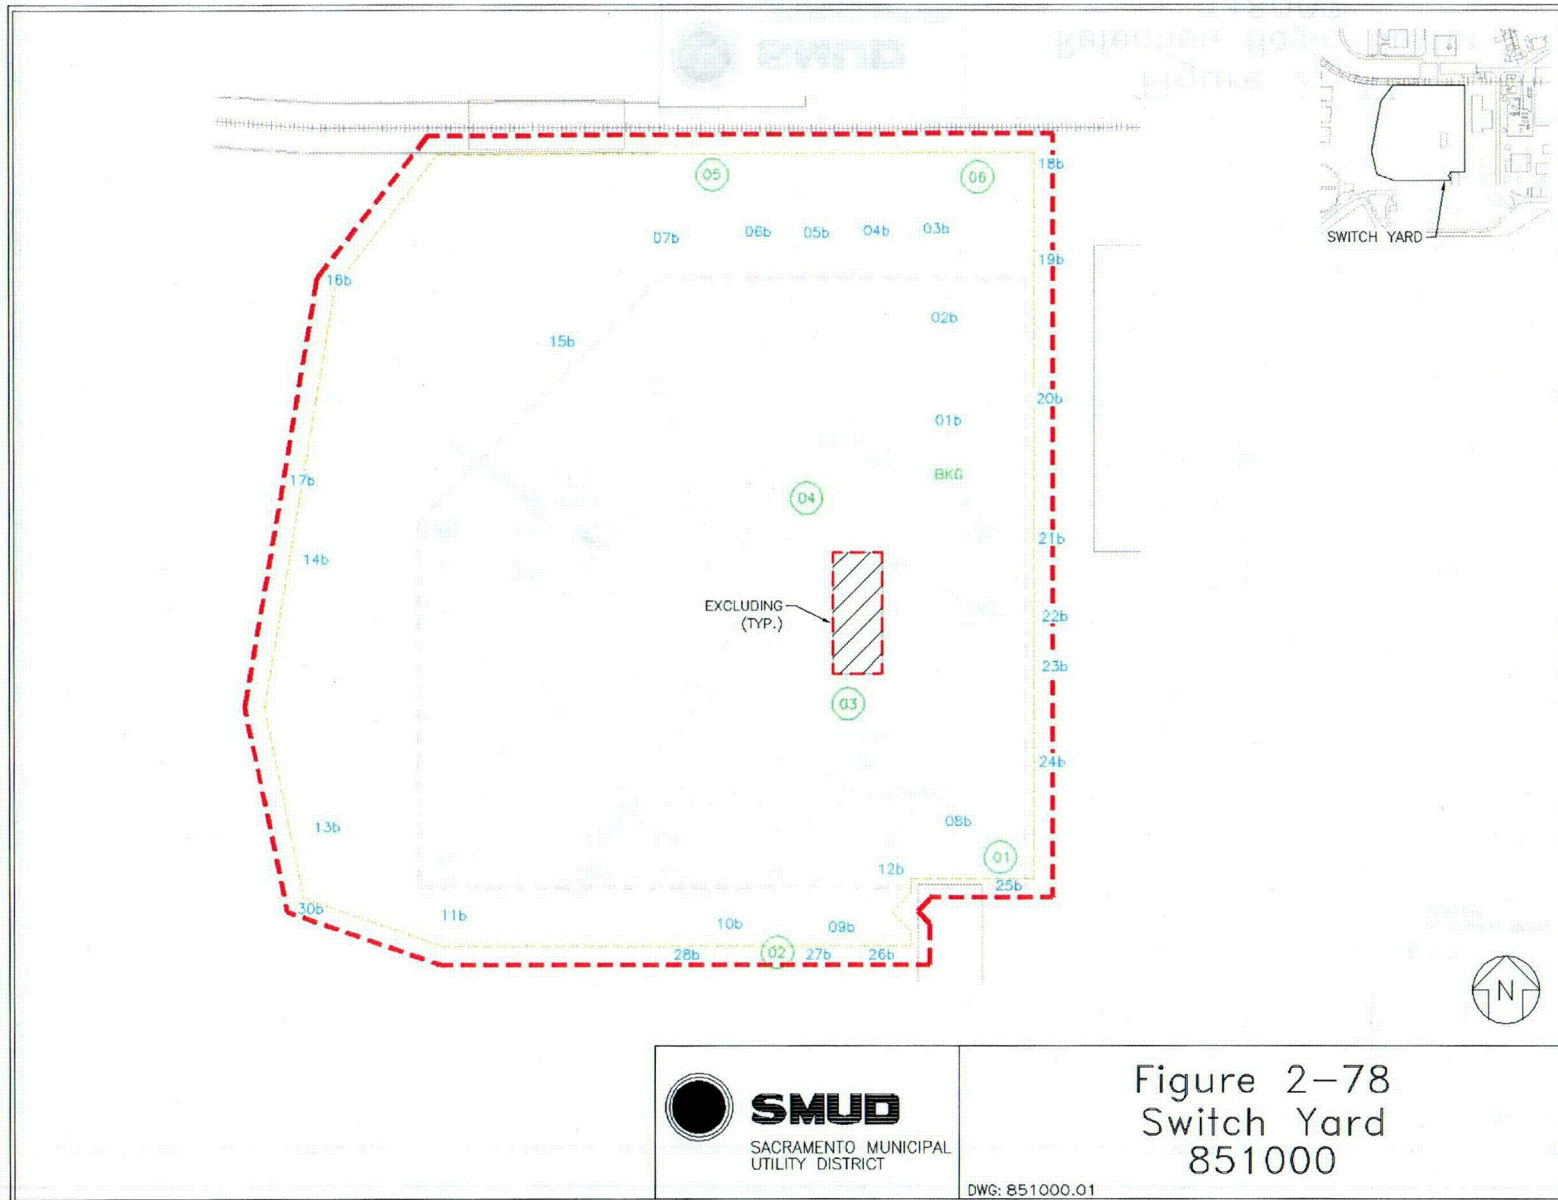 05
06
18b
07b
06b
05b
04b
03b
19b
SWITCH YARD
16b
02b
15b
20b
01b
17b
BKG
04
21b
14b
EXCLUDING
(TYP.)
22b
23b
03
24b
13b
08b
01
12b
25b
30b
11b
10b
09b
28b
02
27b
26b
N
SMUD
SACRAMENTO MUNICIPAL
UTILITY DISTRICT
Figure 2-78
Switch Yard
851000
DWG: 851000.01